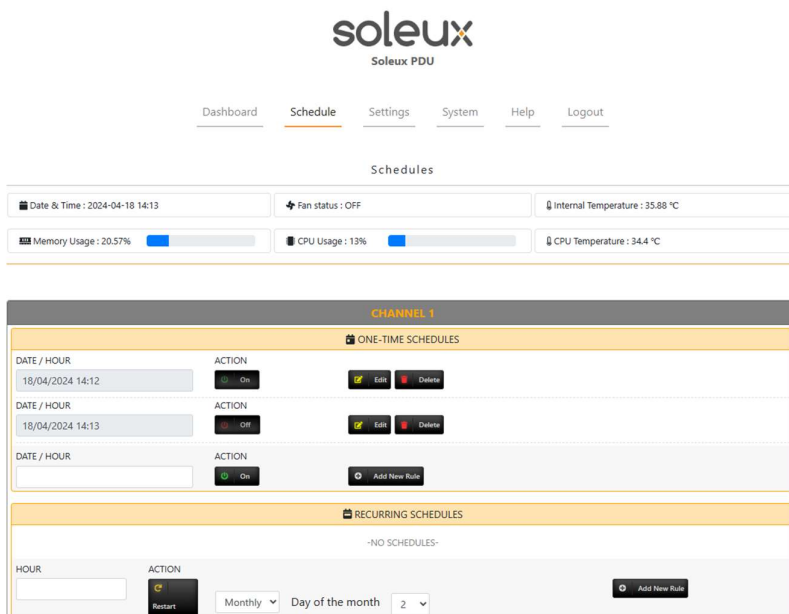 soleux
Soleux PDU
Dashboard Schedule Settings System Help Logout
Schedules
Date & Time : 2024-04-18 14:13 Fan status : OFF Internal Temperature : 35.88 °C
Memory Usage : 20.57% CPU Usage : 13% CPU Temperature : 34.4 °C
CHANNEL 1
ONE-TIME SCHEDULES
DATE / HOUR ACTION
18/04/2024 14:12 On Edit Delete
DATE / HOUR ACTION
18/04/2024 14:13 Off Edit Delete
DATE / HOUR ACTION
On Add New Rule
RECURRING SCHEDULES
-NO SCHEDULES-
HOUR ACTION
Restart Monthly Day of the month 2 Add New Rule